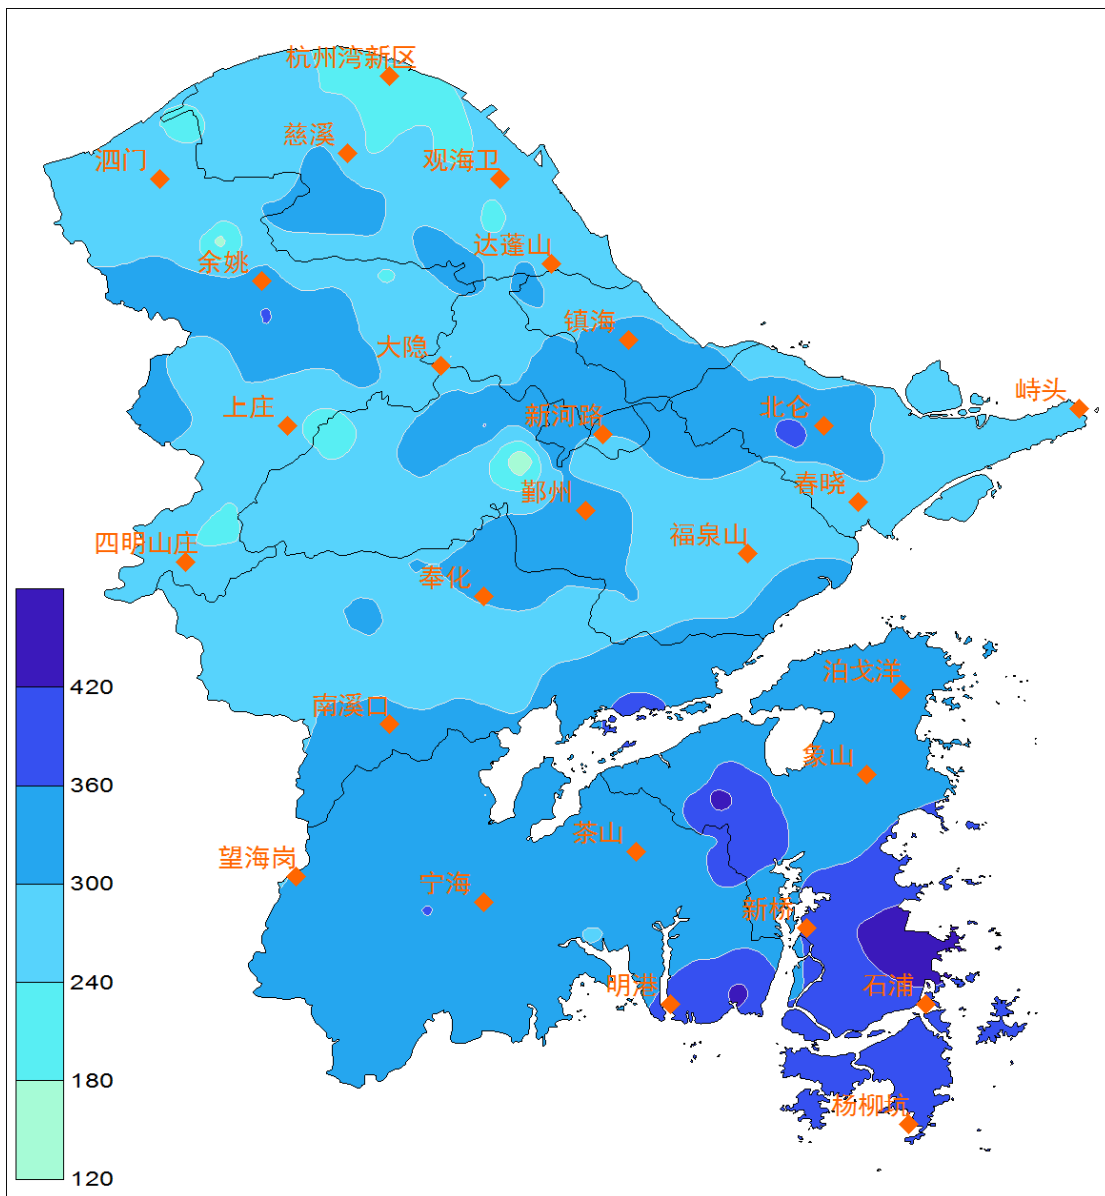 杭州湾新区
慈溪
泗门
观海卫
达蓬山
余姚
镇海
大隐
峙头
上庄
新河路
北仑
春晓
鄞州
福泉山
四明山庄
奉化
泊戈洋
南溪口
象山
茶山
望海岗
宁海
新桥
明港
石浦
杨柳坑
420
360
300
240
180
120